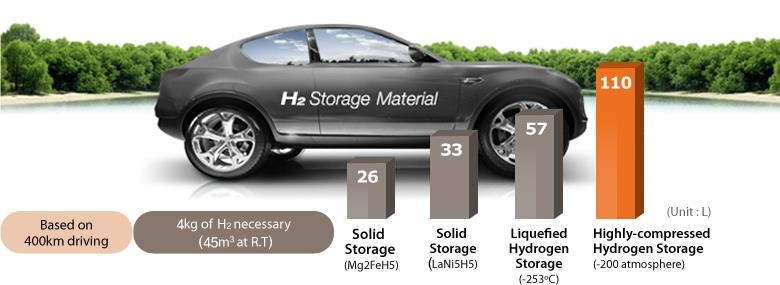 H2 Storage Material
110
57
33
26
(Unit : L)
Based on
400km driving
4kg of H2 necessary
(45m³ at R.T)
Solid
Storage
(Mg2FeH5)
Solid
Storage
(LaNi5H5)
Liquefied
Hydrogen
Storage
(-253ºC)
Highly-compressed
Hydrogen Storage
(-200 atmosphere)